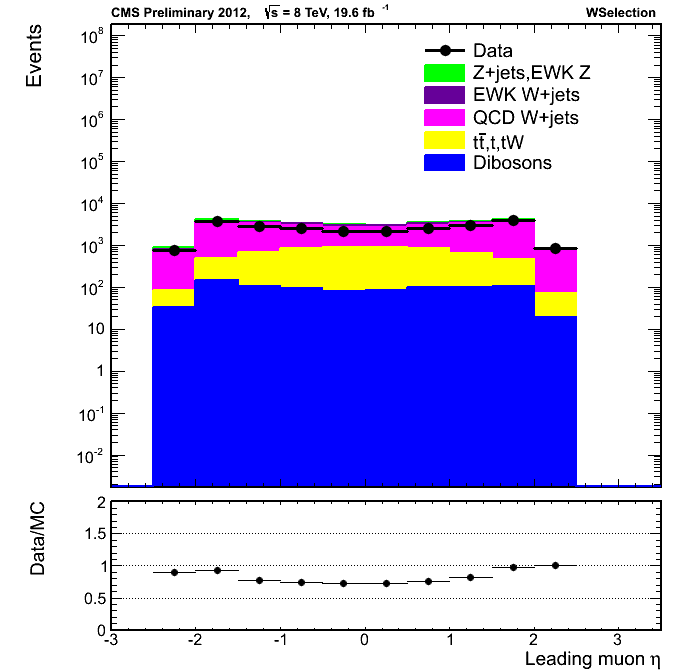 CMS Preliminary 2012, √s = 8 TeV, 19.6 fb⁻¹ WSelection
Events
10⁸
10⁷
10⁶
10⁵
10⁴
10³
10²
10
1
10⁻¹
10⁻²
Data
Z+jets,EWK Z
EWK W+jets
QCD W+jets
tt̅,t,tW
Dibosons
Data/MC
2
1.5
1
0.5
0
-3 -2 -1 0 1 2 3
Leading muon η